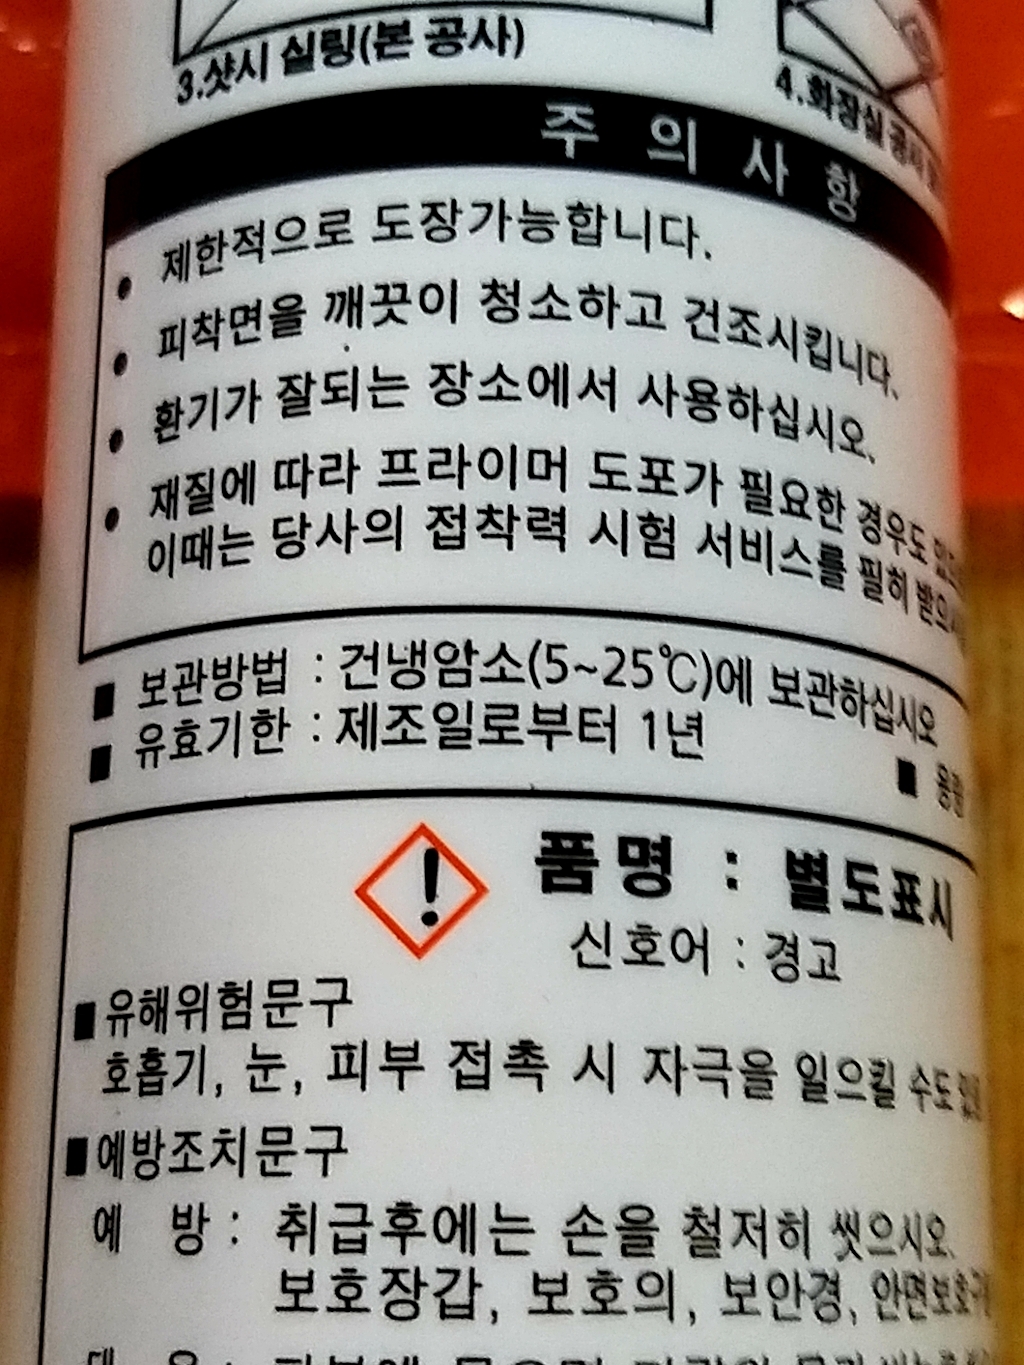 3.샷시 실링(본 공사)
4.화장실 공사
주 의 사 항
• 제한적으로 도장가능합니다.
• 피착면을 깨끗이 청소하고 건조시킵니다.
• 환기가 잘되는 장소에서 사용하십시오.
• 재질에 따라 프라이머 도포가 필요한 경우도
이때는 당사의 접착력 시험 서비스를 필히
■ 보관방법 : 건냉암소(5~25℃)에 보관하십시오
■ 유효기한 : 제조일로부터 1년
■ 용량
품명 : 별도표시
신호어 : 경고
■유해위험문구
호흡기, 눈, 피부 접촉 시 자극을 일으킬 수도
■예방조치문구
예 방 : 취급후에는 손을 철저히 씻으시오.
보호장갑, 보호의, 보안경,